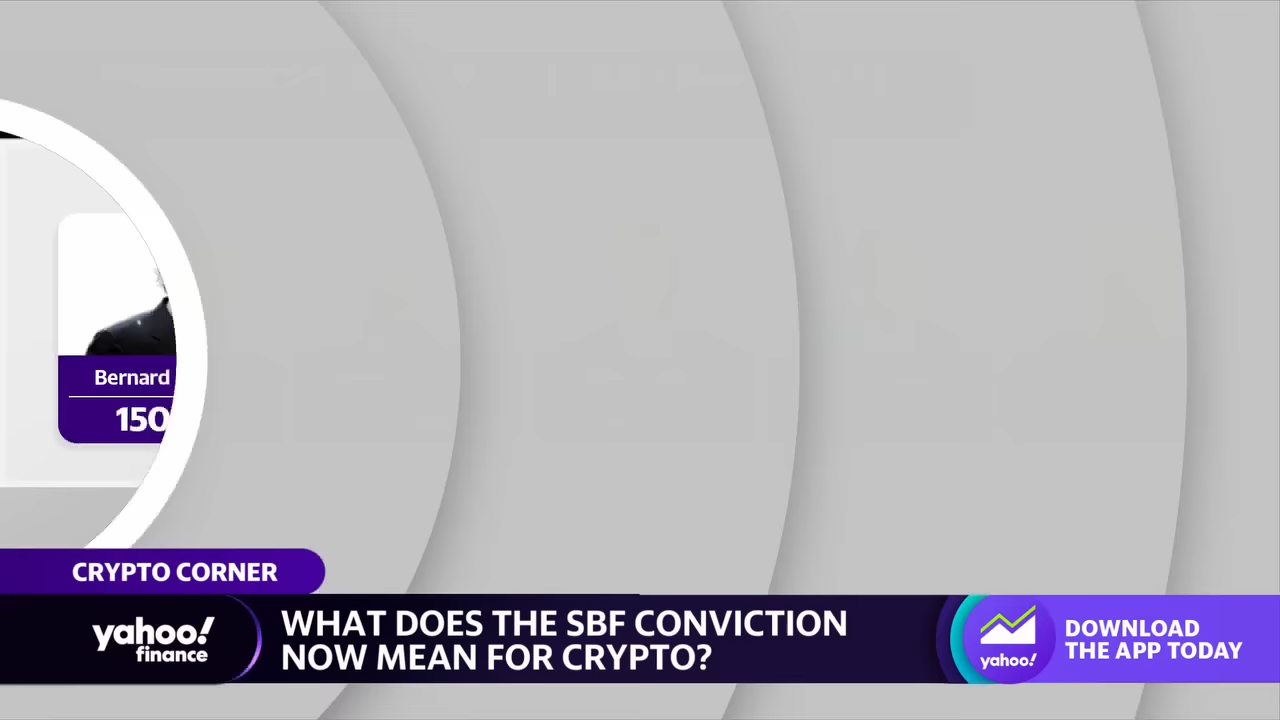 Bernard
150
CRYPTO CORNER
yahoo!
finance
WHAT DOES THE SBF CONVICTION
NOW MEAN FOR CRYPTO?
yahoo!
DOWNLOAD
THE APP TODAY